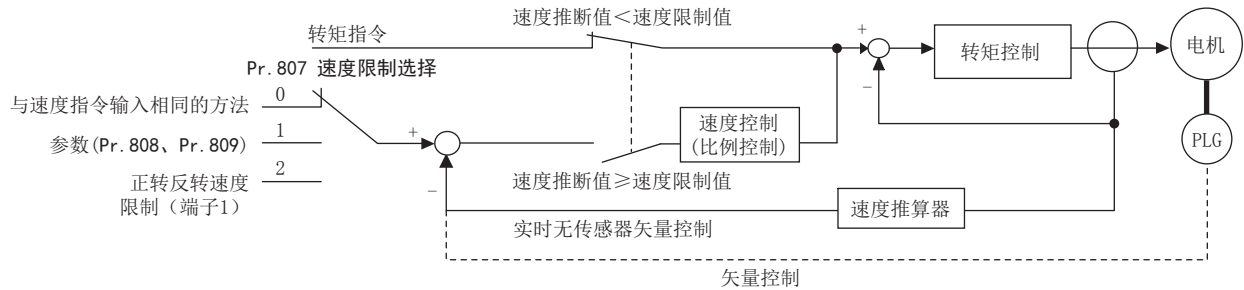 速度推断值＜速度限制值
转矩指令
Pr.807 速度限制选择
与速度指令输入相同的方法
0
参数(Pr.808、Pr.809)
1
正转反转速度
限制（端子1）
2
+
−
速度推断值≥速度限制值
速度控制
(比例控制)
+
−
转矩控制
电机
PLG
速度推算器
实时无传感器矢量控制
矢量控制